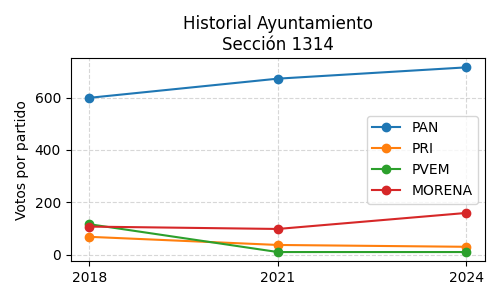 Historial Ayuntamiento
Sección 1314
Votos por partido
600
400
200
0
PAN
PRI
PVEM
MORENA
2018
2021
2024